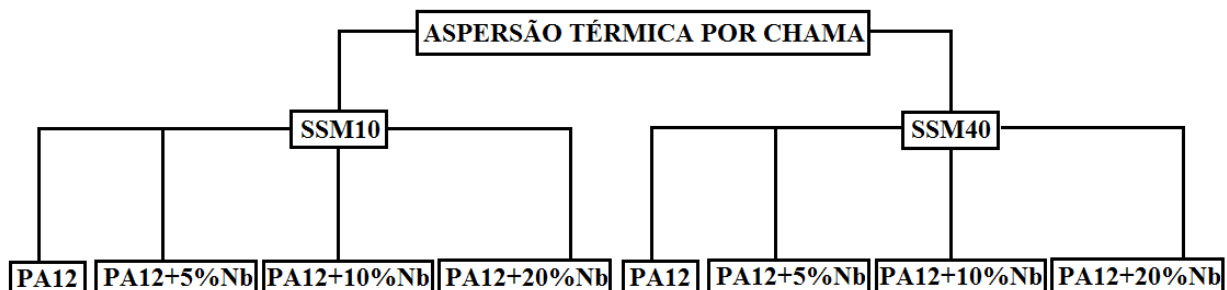 ASPERSÃO TÉRMICA POR CHAMA
SSM10
SSM40
PA12
PA12+5%Nb
PA12+10%Nb
PA12+20%Nb
PA12
PA12+5%Nb
PA12+10%Nb
PA12+20%Nb